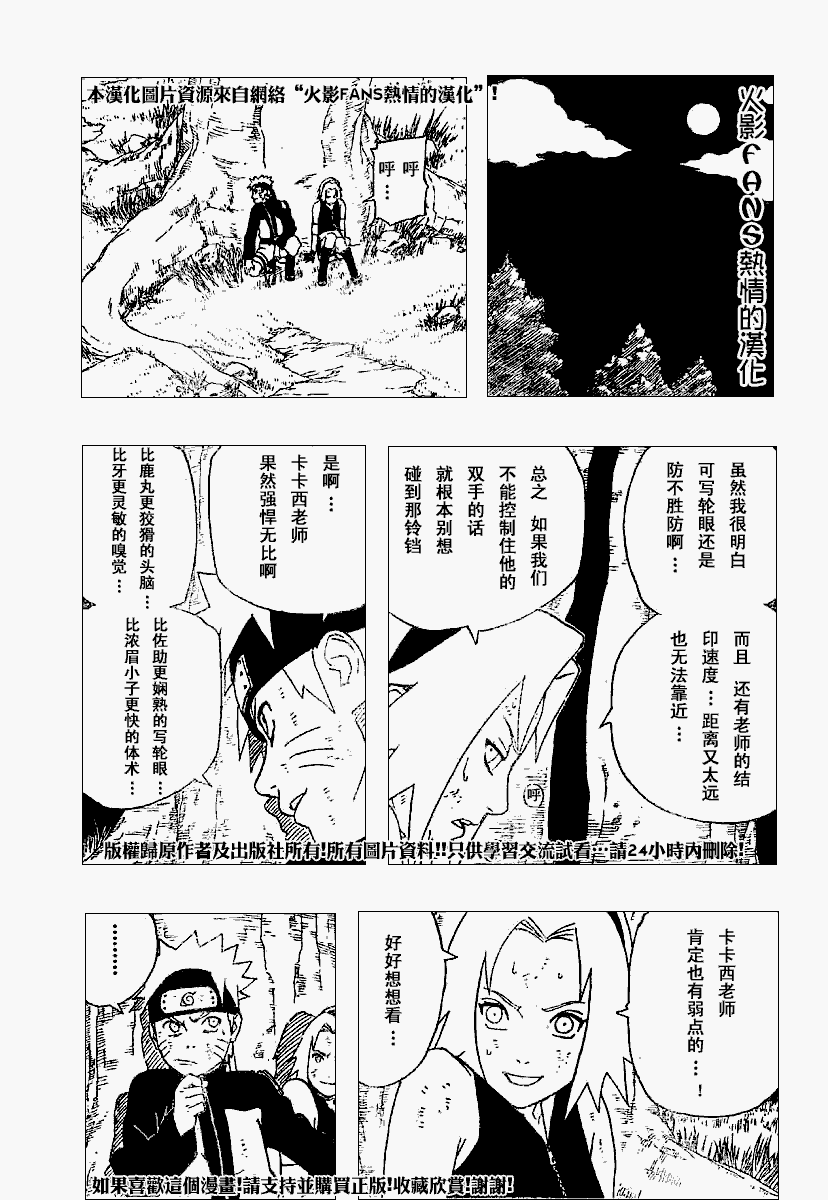 火影FANS熱情的漢化
本漢化圖片資源來自網絡“火影FANS熱情的漢化”！
呼 呼
…
虽然我很明白
可写轮眼还是
防不胜防啊…
而且 还有老师的结
印速度…距离又太远
也无法靠近…
总之 如果我们
不能控制住他的
双手的话
就根本别想
碰到那铃铛
呼
是啊…
卡卡西老师
果然强悍无比啊
比鹿丸更狡猾的头脑…
比牙更灵敏的嗅觉…
比佐助更娴熟的写轮眼…
比浓眉小子更快的体术…
版權歸原作者及出版社所有!所有圖片資料!!只供學習交流試看…請24小時內刪除!
卡卡西老师
肯定也有弱点的…！
好好想想看…
………
如果喜歡這個漫畫!請支持並購買正版!收藏欣賞!謝謝!